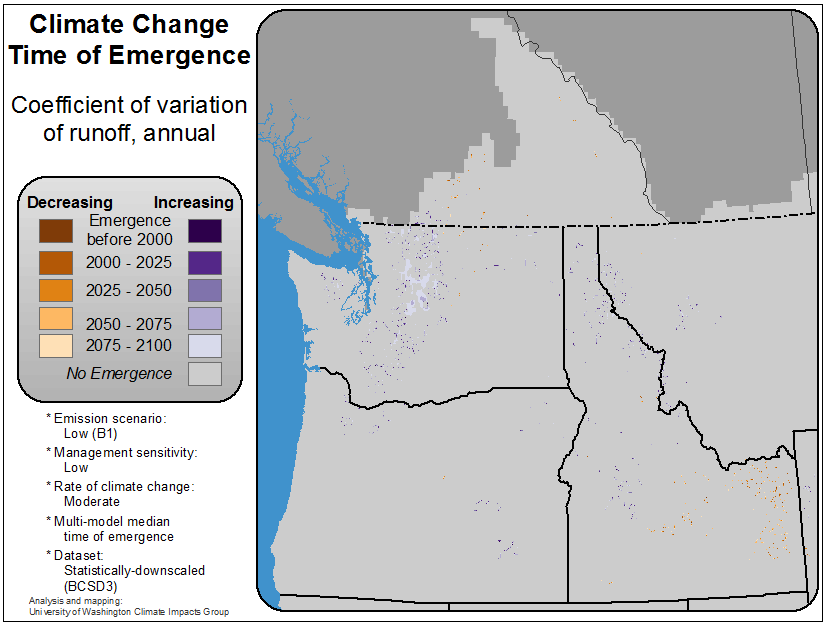 Climate Change
Time of Emergence
Coefficient of variation
of runoff, annual
Decreasing Increasing
Emergence
before 2000
2000 - 2025
2025 - 2050
2050 - 2075
2075 - 2100
No Emergence
* Emission scenario:
Low (B1)
* Management sensitivity:
Low
* Rate of climate change:
Moderate
* Multi-model median
time of emergence
* Dataset:
Statistically-downscaled
(BCSD3)
Analysis and mapping:
University of Washington Climate Impacts Group